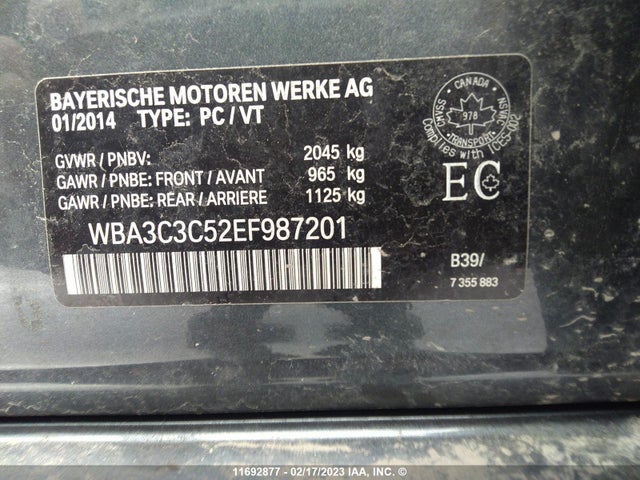 BAYERISCHE MOTOREN WERKE AG
01/2014 TYPE: PC / VT
GVWR / PNBV: 2045 kg
GAWR / PNBE: FRONT / AVANT 965 kg
GAWR / PNBE: REAR / ARRIERE 1125 kg
WBA3C3C52EF987201
CANADA
CMVSS NSVAC
978
TRANSPORT
Complies with ICES-002
EC
B39/
7 355 883
11692877 - 02/17/2023 IAA, INC. ©